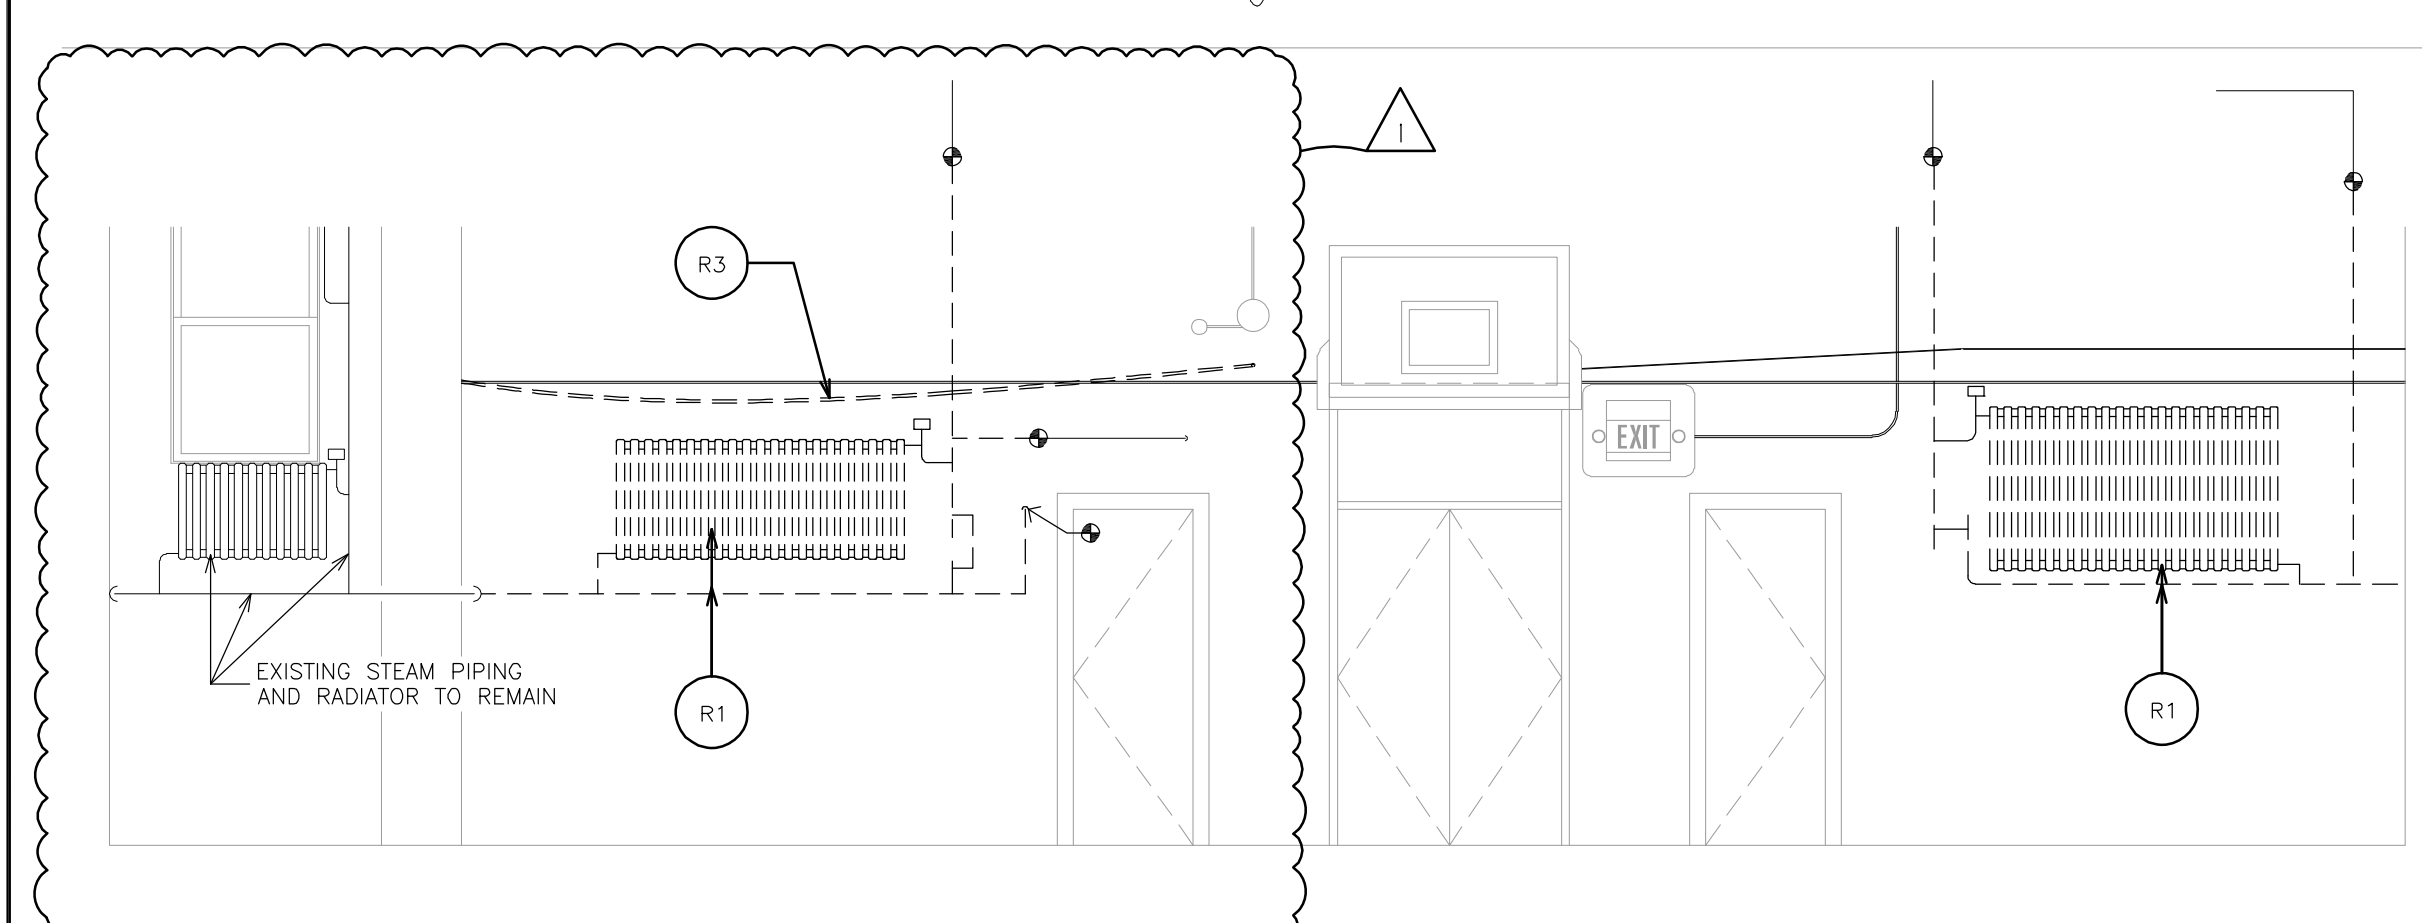 1
R3
EXIT
EXISTING STEAM PIPING
AND RADIATOR TO REMAIN
R1
R1